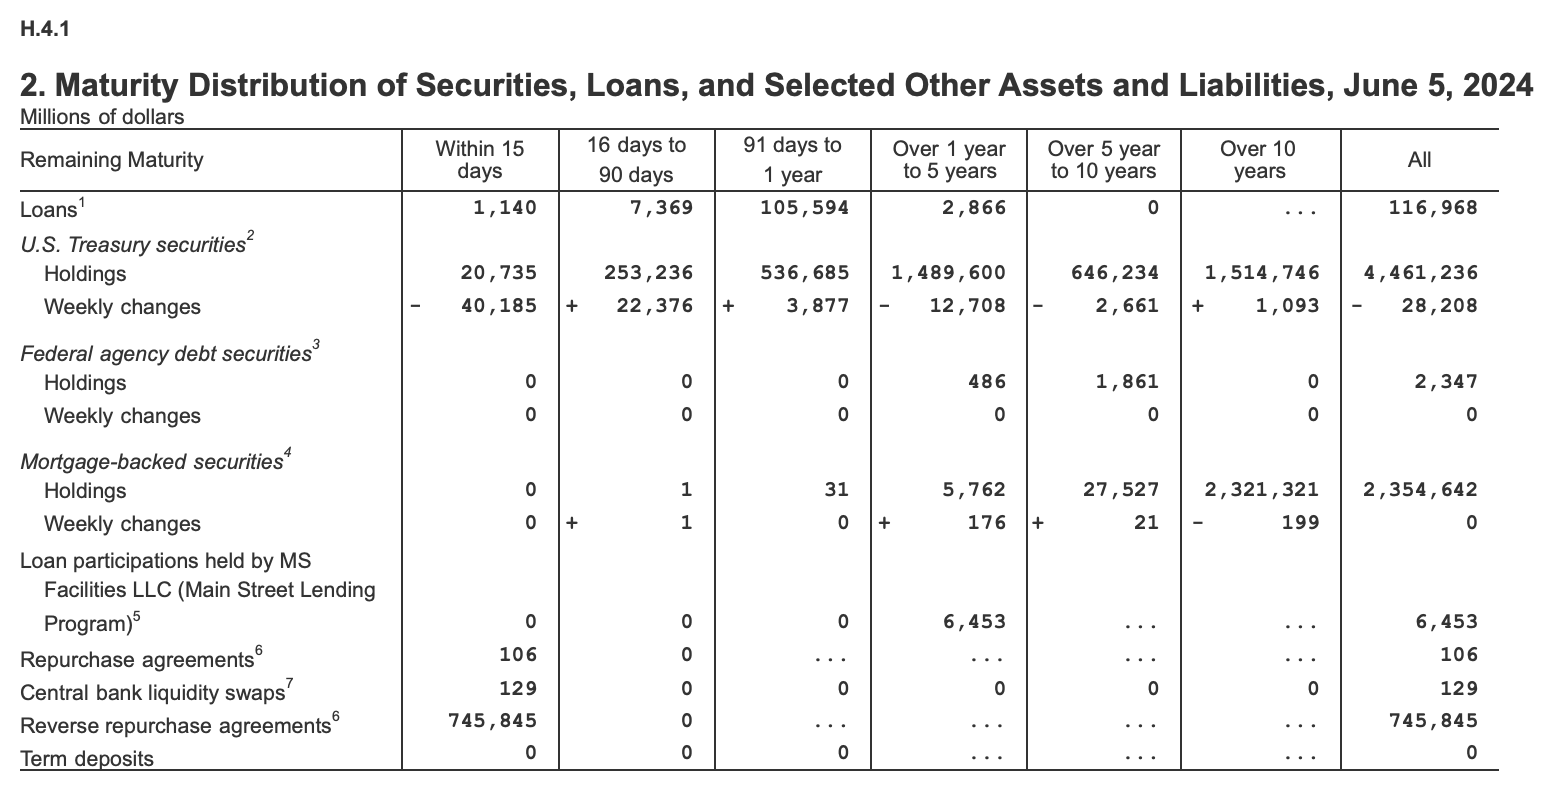 H.4.1
2. Maturity Distribution of Securities, Loans, and Selected Other Assets and Liabilities, June 5, 2024
Millions of dollars
Remaining Maturity Within 15 days 16 days to 90 days 91 days to 1 year Over 1 year to 5 years Over 5 year to 10 years Over 10 years All
Loans1 1,140 7,369 105,594 2,866 0 ... 116,968
U.S. Treasury securities2
Holdings 20,735 253,236 536,685 1,489,600 646,234 1,514,746 4,461,236
Weekly changes - 40,185 + 22,376 + 3,877 - 12,708 - 2,661 + 1,093 - 28,208
Federal agency debt securities3
Holdings 0 0 0 486 1,861 0 2,347
Weekly changes 0 0 0 0 0 0 0
Mortgage-backed securities4
Holdings 0 1 31 5,762 27,527 2,321,321 2,354,642
Weekly changes 0 + 1 0 + 176 + 21 - 199 0
Loan participations held by MS
Facilities LLC (Main Street Lending
Program)5 0 0 0 6,453 ... ... 6,453
Repurchase agreements6 106 0 ... ... ... ... 106
Central bank liquidity swaps7 129 0 0 0 0 0 129
Reverse repurchase agreements6 745,845 0 ... ... ... ... 745,845
Term deposits 0 0 0 ... ... ... 0